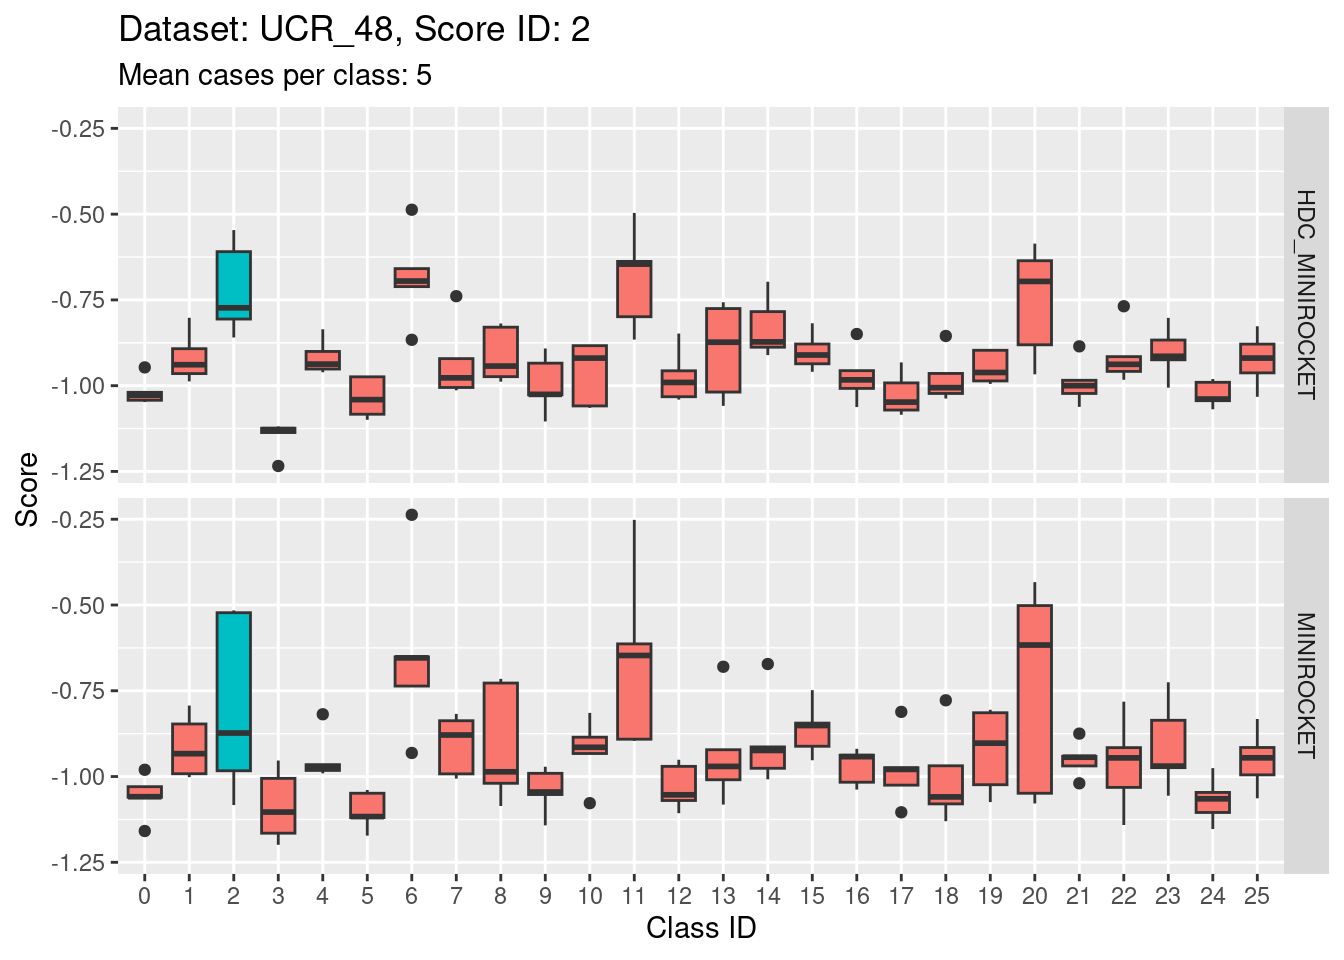 Dataset: UCR_48, Score ID: 2
Mean cases per class: 5
-0.25
-0.50
-0.75
-1.00
-1.25
HDC_MINIROCKET
Score
-0.25
-0.50
-0.75
-1.00
-1.25
MINIROCKET
0 1 2 3 4 5 6 7 8 9 10 11 12 13 14 15 16 17 18 19 20 21 22 23 24 25
Class ID